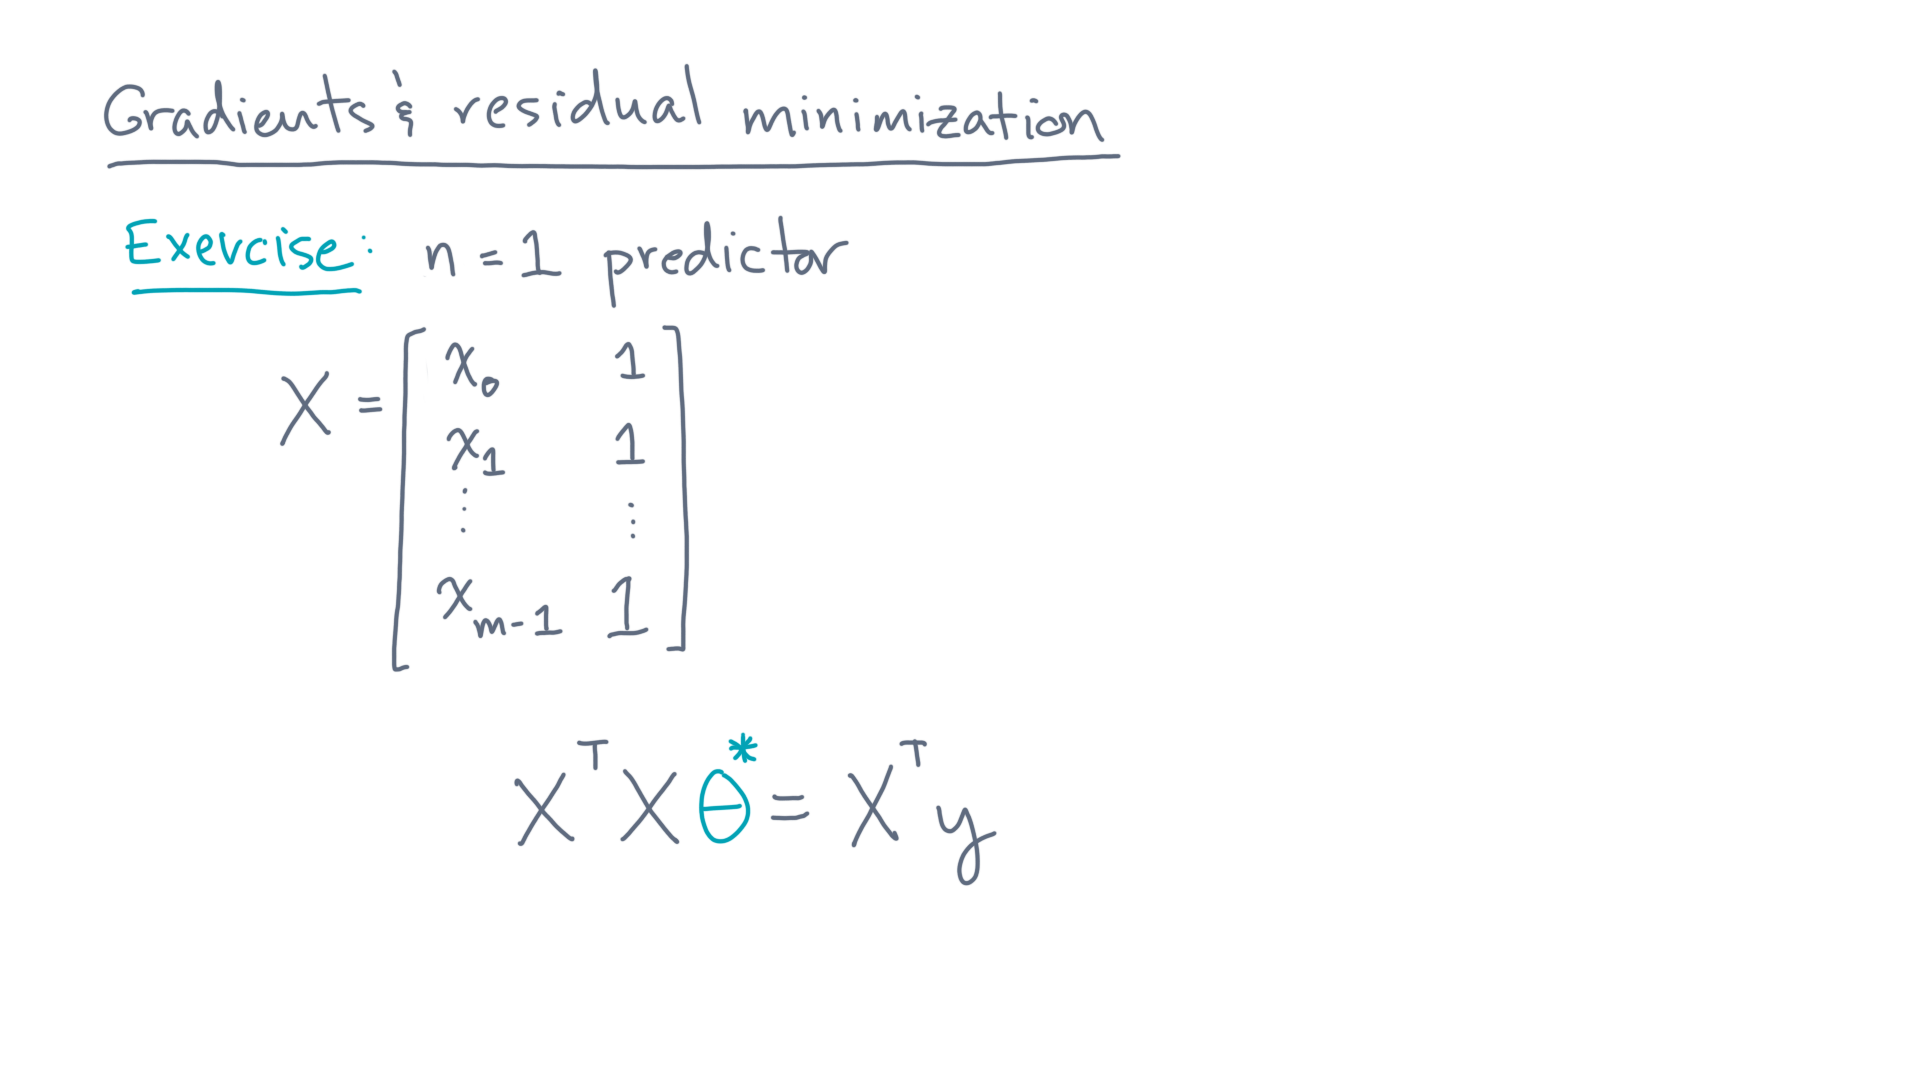 Gradients & residual minimization
Exercise: n = 1 predictor
X = [ x₀ 1
x₁ 1
⋮ ⋮
xₘ₋₁ 1 ]
XᵀXθ* = Xᵀy